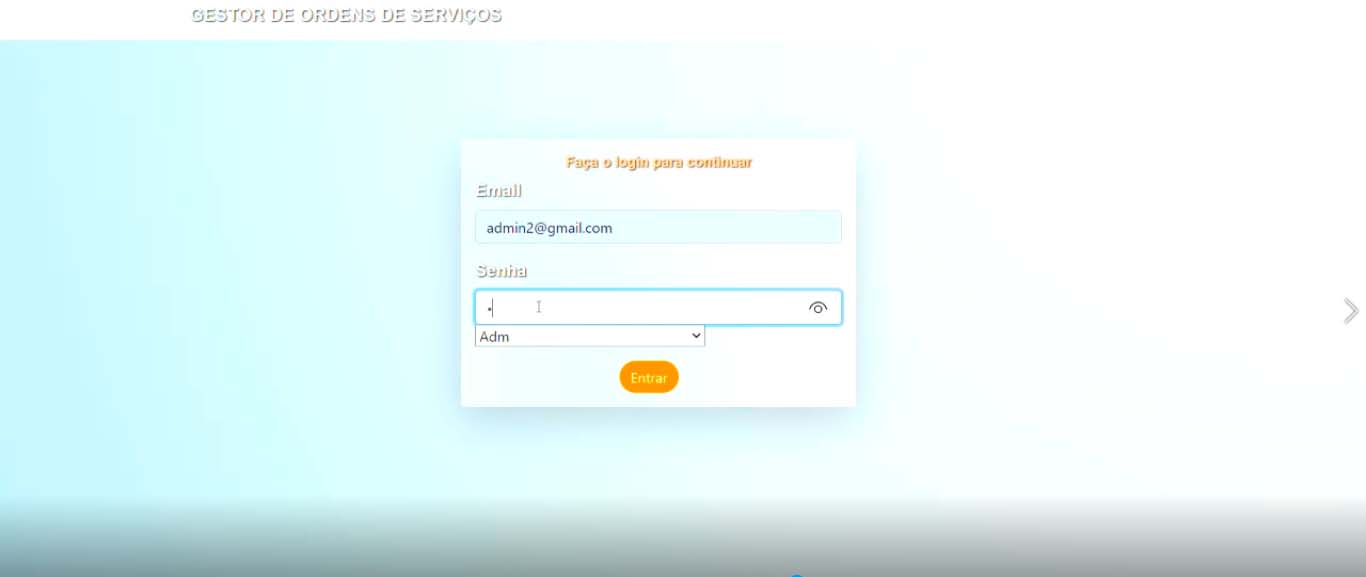 GESTOR DE ORDENS DE SERVIÇOS
Faça o login para continuar
Email
admin2@gmail.com
Senha
Adm
Entrar